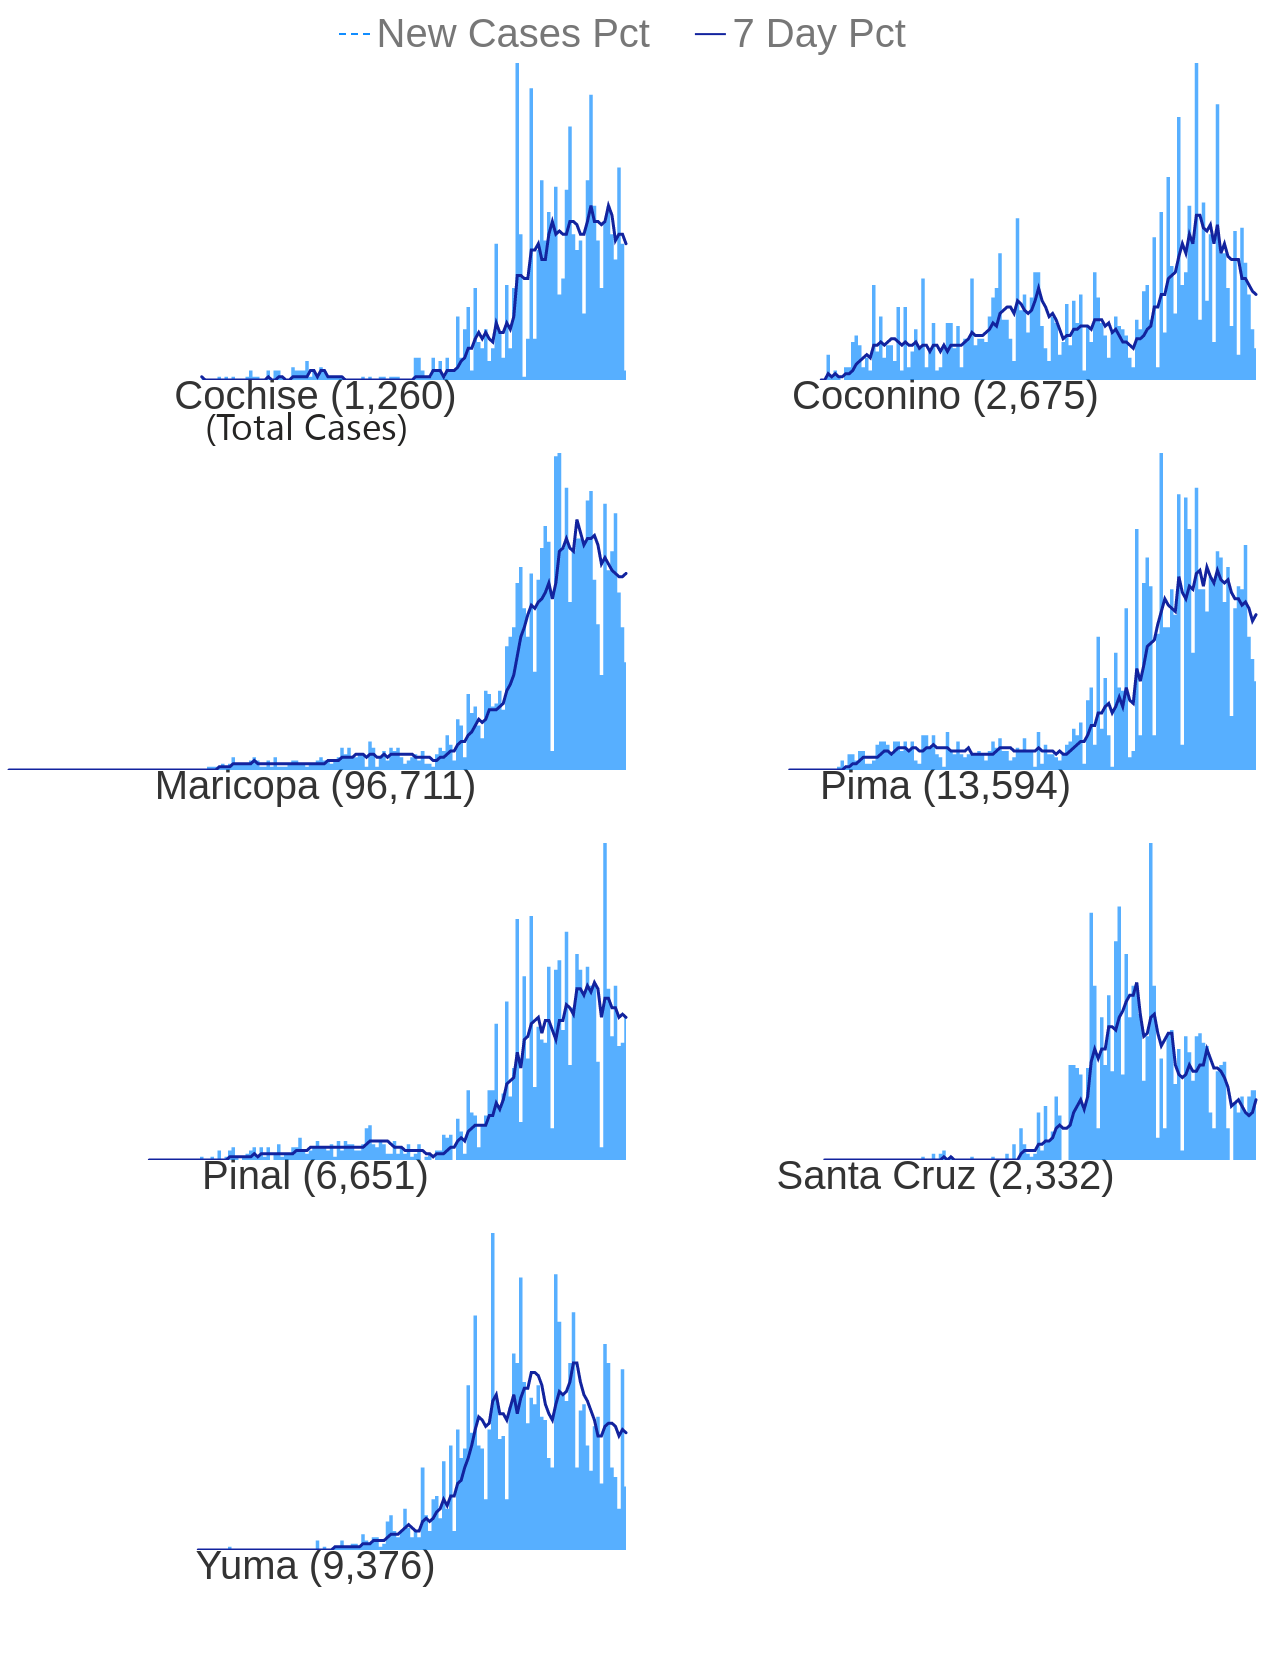 New Cases Pct 7 Day Pct
Cochise (1,260) Coconino (2,675)
(Total Cases)
Maricopa (96,711) Pima (13,594)
Pinal (6,651) Santa Cruz (2,332)
Yuma (9,376)